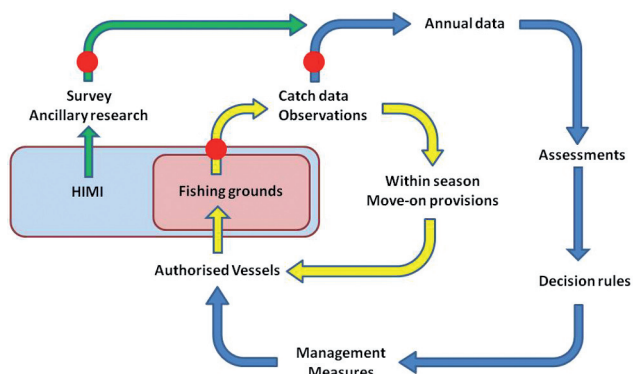 Annual data
Survey
Ancillary research
Catch data
Observations
Assessments
HIMI
Fishing grounds
Within season
Move-on provisions
Authorised Vessels
Decision rules
Management
Measures